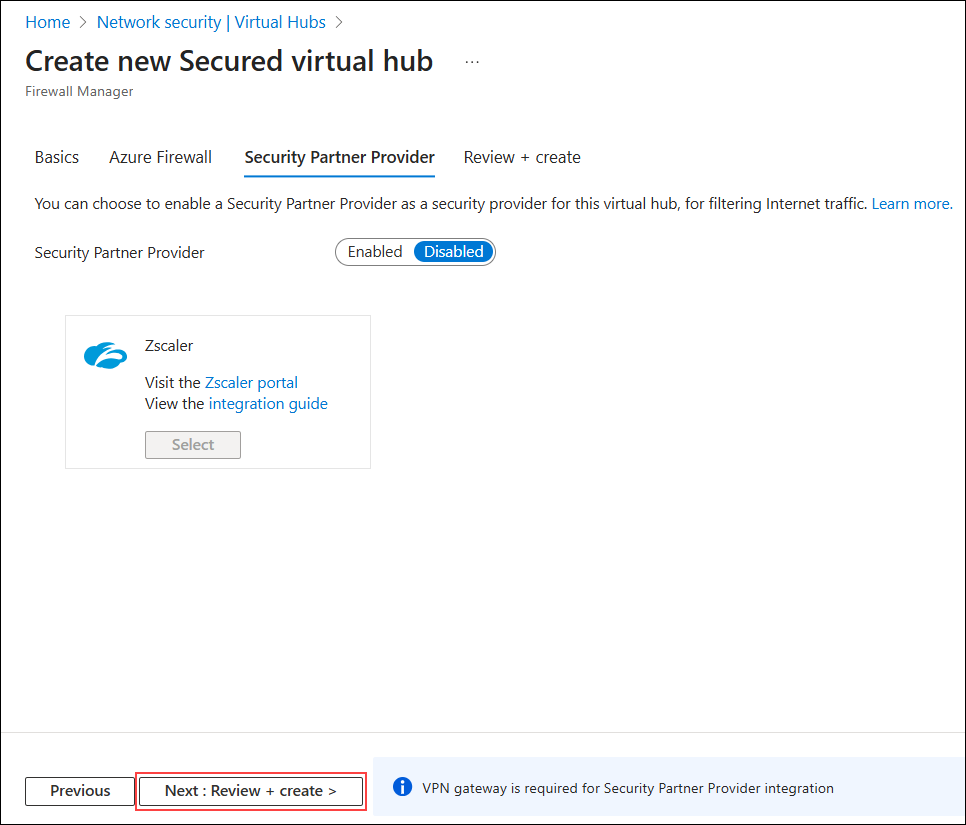 Home > Network security | Virtual Hubs >
Create new Secured virtual hub ...
Firewall Manager
Basics Azure Firewall Security Partner Provider Review + create
You can choose to enable a Security Partner Provider as a security provider for this virtual hub, for filtering Internet traffic. Learn more.
Security Partner Provider Enabled Disabled
Zscaler
Visit the Zscaler portal
View the integration guide
Select
Previous Next : Review + create > VPN gateway is required for Security Partner Provider integration